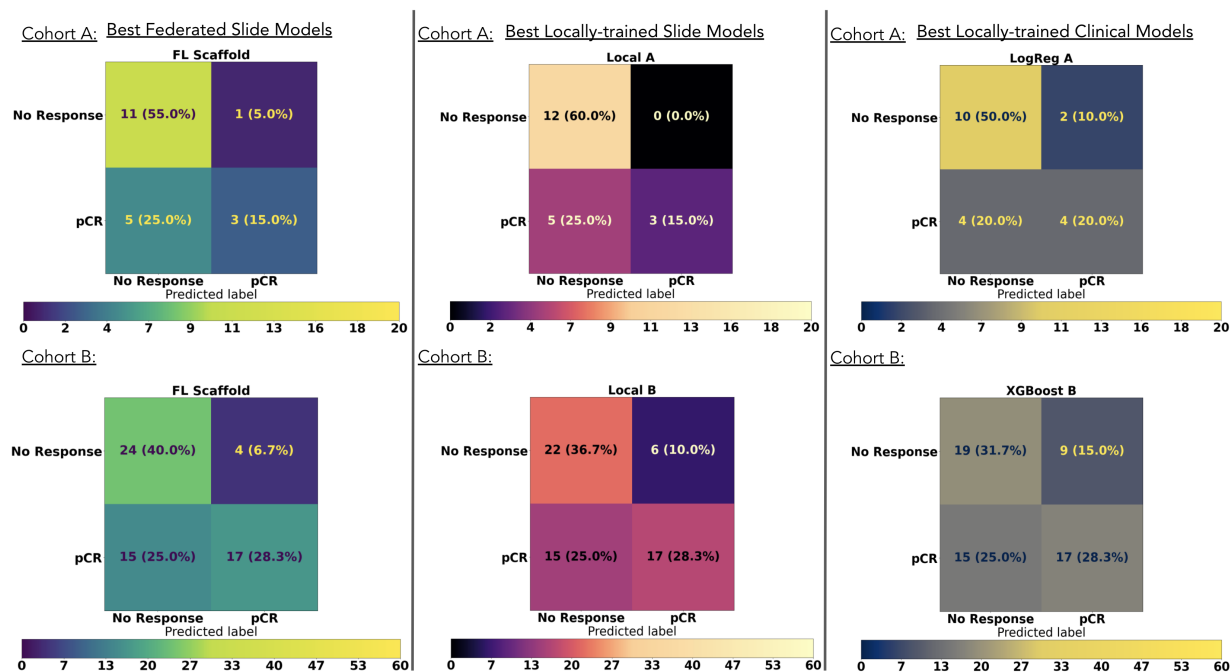 Cohort A: Best Federated Slide Models
FL Scaffold
No Response
11 (55.0%) 1 (5.0%)
pCR
5 (25.0%) 3 (15.0%)
No Response pCR
Predicted label
0 2 4 7 9 11 13 16 18 20
Cohort A: Best Locally-trained Slide Models
Local A
No Response
12 (60.0%) 0 (0.0%)
pCR
5 (25.0%) 3 (15.0%)
No Response pCR
Predicted label
0 2 4 7 9 11 13 16 18 20
Cohort A: Best Locally-trained Clinical Models
LogReg A
No Response
10 (50.0%) 2 (10.0%)
pCR
4 (20.0%) 4 (20.0%)
No Response pCR
Predicted label
0 2 4 7 9 11 13 16 18 20
Cohort B:
FL Scaffold
No Response
24 (40.0%) 4 (6.7%)
pCR
15 (25.0%) 17 (28.3%)
No Response pCR
Predicted label
0 7 13 20 27 33 40 47 53 60
Cohort B:
Local B
No Response
22 (36.7%) 6 (10.0%)
pCR
15 (25.0%) 17 (28.3%)
No Response pCR
Predicted label
0 7 13 20 27 33 40 47 53 60
Cohort B:
XGBoost B
No Response
19 (31.7%) 9 (15.0%)
pCR
15 (25.0%) 17 (28.3%)
No Response pCR
Predicted label
0 7 13 20 27 33 40 47 53 60